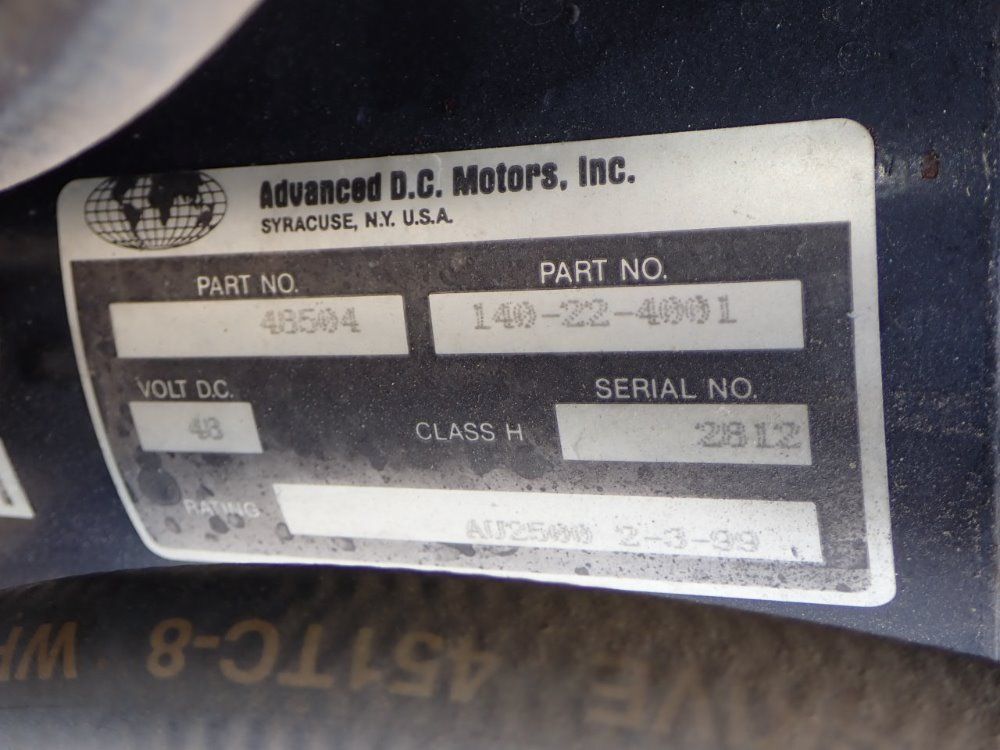 Advanced D.C. Motors, Inc.
SYRACUSE, N.Y. U.S.A.
PART NO. PART NO.
48504 140-22-4001
VOLT D.C. SERIAL NO.
48 CLASS H 2812
RATING AU2500 2-3-99
451TC-8